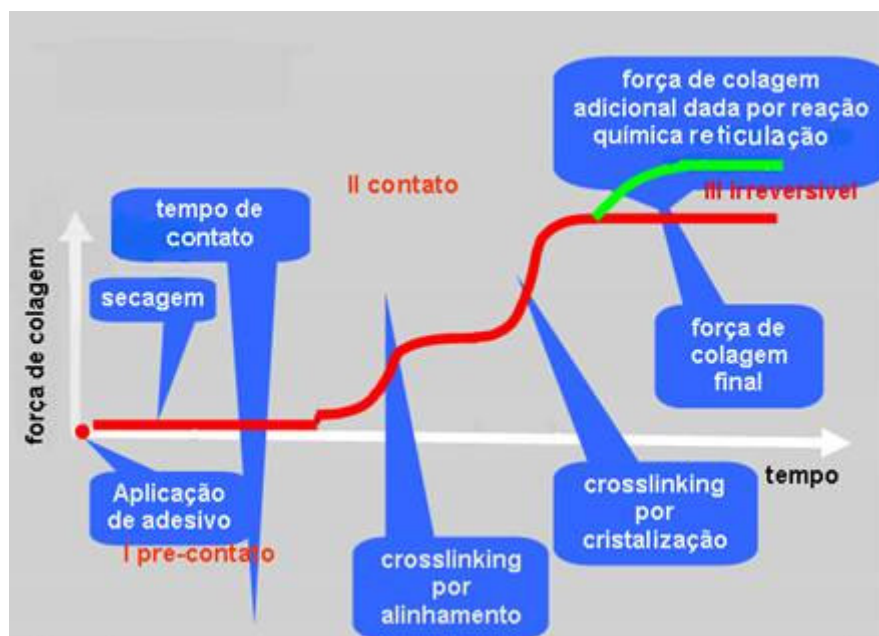 força de colagem
adicional dada por reação
química reticulação
II contato
III irreversível
tempo de
contato
secagem
força de colagem
força de
colagem
final
tempo
Aplicação
de adesivo
I pre-contato
crosslinking
por
alinhamento
crosslinking
por
cristalização